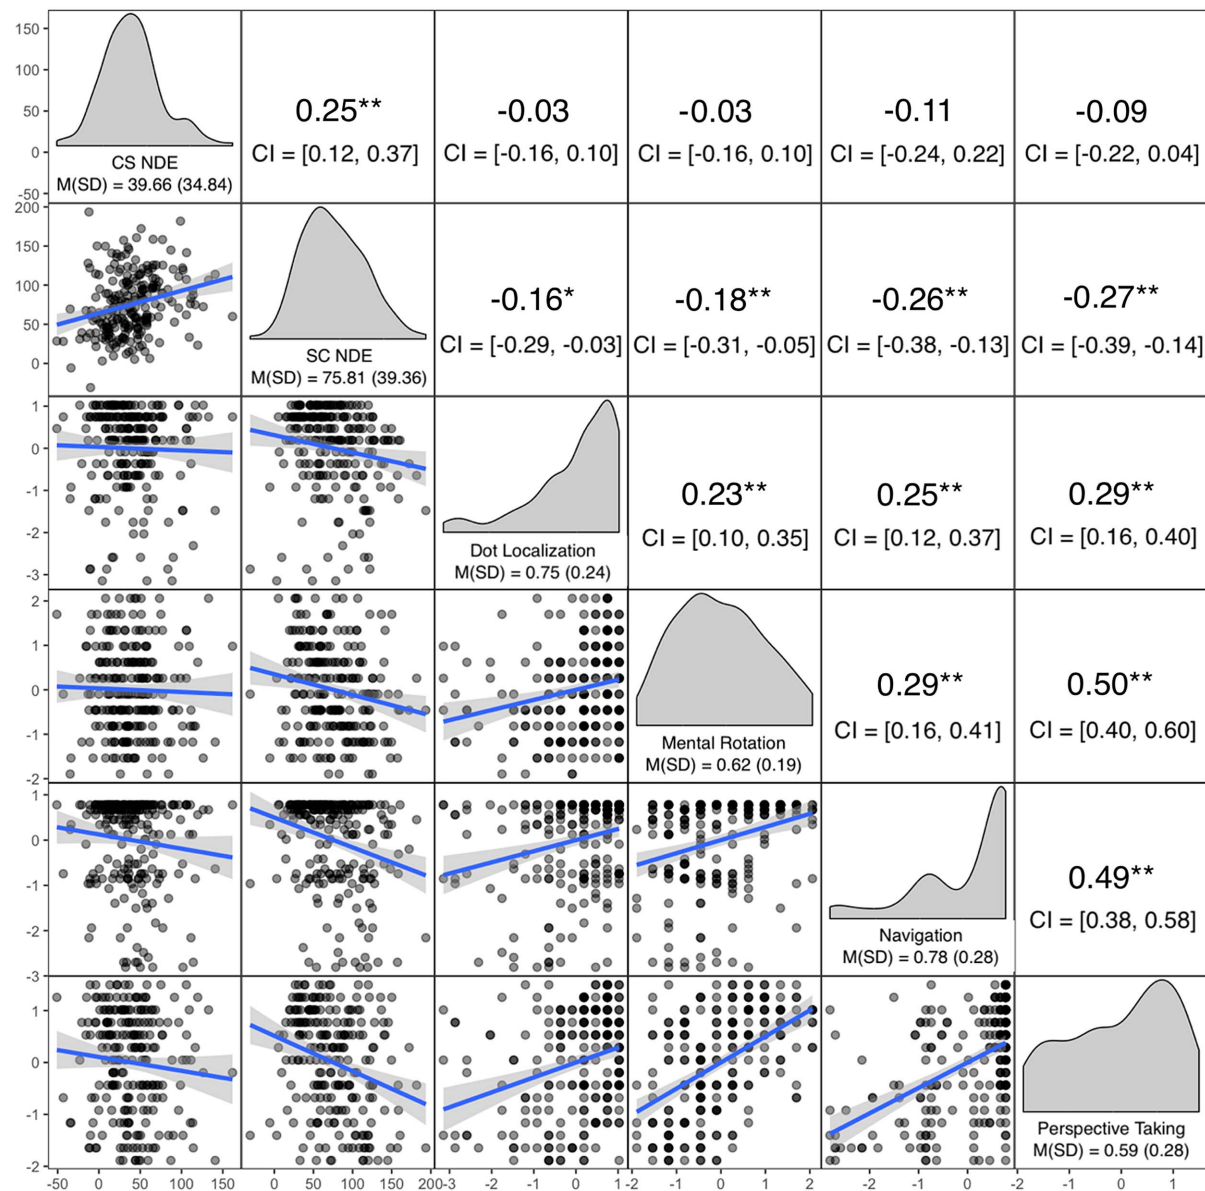 150
100
50
0
-50
CS NDE
M(SD) = 39.66 (34.84)
0.25**
CI = [0.12, 0.37]
-0.03
CI = [-0.16, 0.10]
-0.03
CI = [-0.16, 0.10]
-0.11
CI = [-0.24, 0.22]
-0.09
CI = [-0.22, 0.04]
200
150
100
50
0
SC NDE
M(SD) = 75.81 (39.36)
-0.16*
CI = [-0.29, -0.03]
-0.18**
CI = [-0.31, -0.05]
-0.26**
CI = [-0.38, -0.13]
-0.27**
CI = [-0.39, -0.14]
1
0
-1
-2
-3
Dot Localization
M(SD) = 0.75 (0.24)
0.23**
CI = [0.10, 0.35]
0.25**
CI = [0.12, 0.37]
0.29**
CI = [0.16, 0.40]
2
1
0
-1
-2
Mental Rotation
M(SD) = 0.62 (0.19)
0.29**
CI = [0.16, 0.41]
0.50**
CI = [0.40, 0.60]
1
0
-1
-2
-3
Navigation
M(SD) = 0.78 (0.28)
0.49**
CI = [0.38, 0.58]
1
0
-1
-2
Perspective Taking
M(SD) = 0.59 (0.28)
-50 0 50 100 150 0 50 100 150 200 -3 -2 -1 0 1 -2 -1 0 1 2 -2 -1 0 -2 -1 0 1